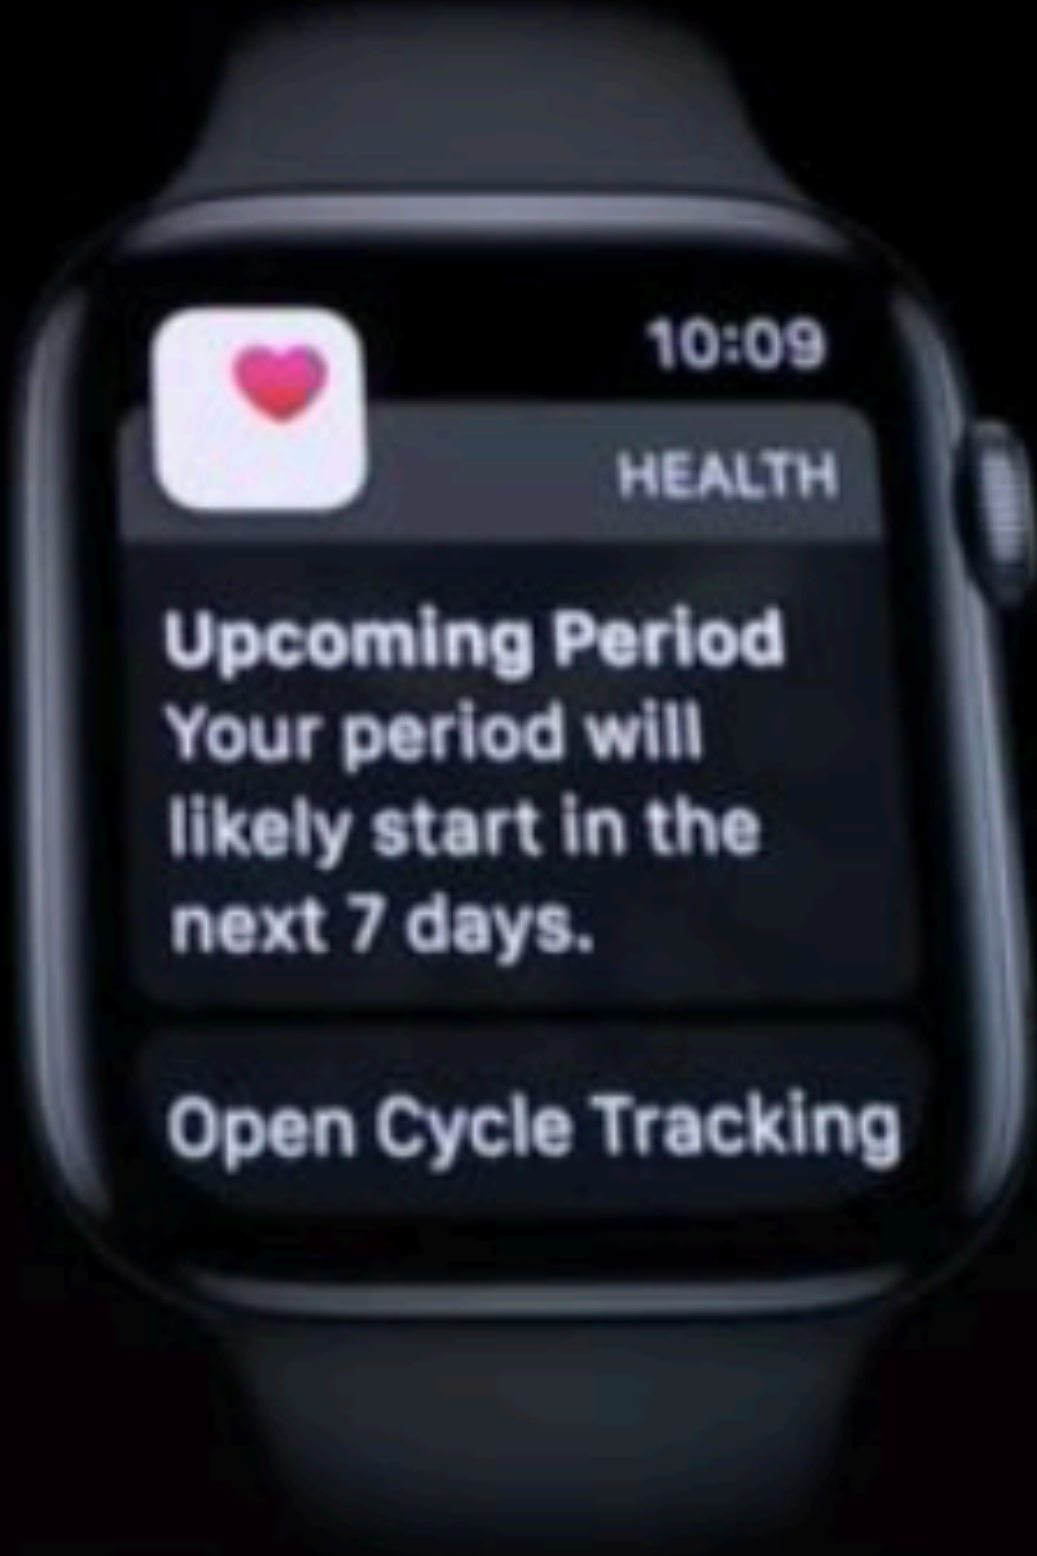 10:09
HEALTH
Upcoming Period
Your period will
likely start in the
next 7 days.
Open Cycle Tracking